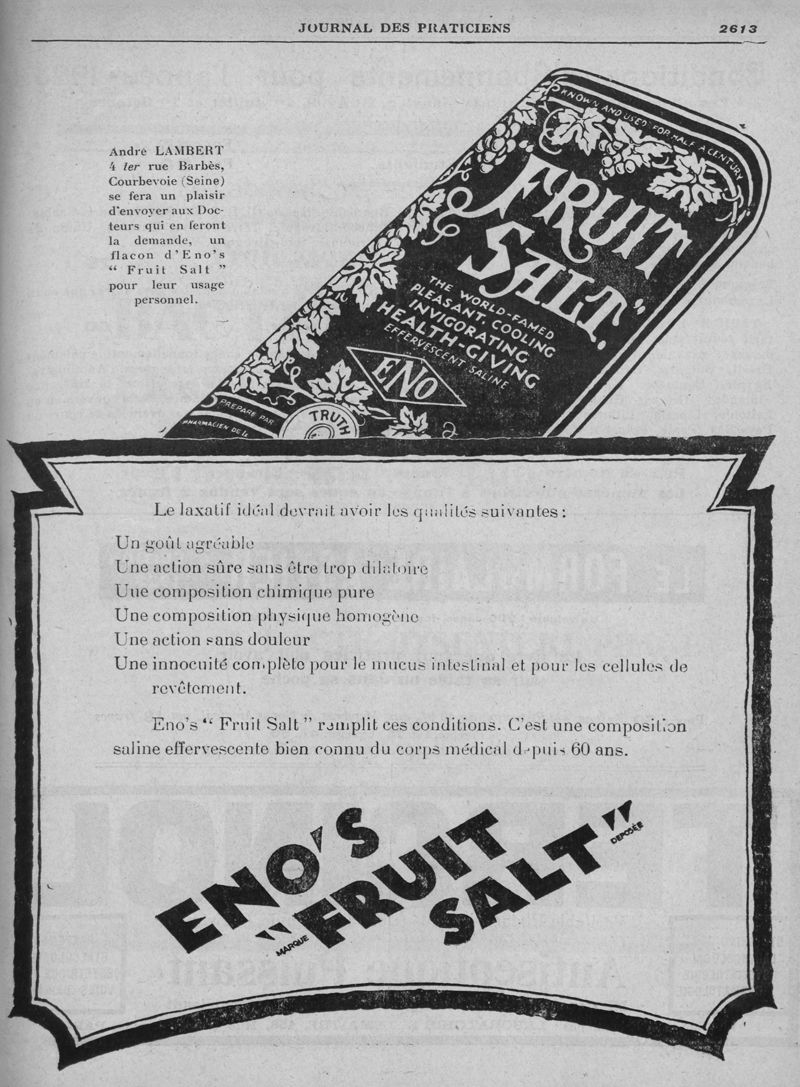 JOURNAL DES PRATICIENS
2613
André LAMBERT
4 ter rue Barbès,
Courbevoie (Seine)
se fera un plaisir
d'envoyer aux Doc-
teurs qui en feront
la demande, un
flacon d'Eno's
“ Fruit Salt ”
pour leur usage
personnel.
KNOWN AND USED FOR HALF A CENTURY
“FRUIT
SALT.”
THE WORLD-FAMED
PLEASANT, COOLING
INVIGORATING
HEALTH-GIVING
EFFERVESCENT SALINE
ENO
PREPARE PAR
TRUTH
PHARMACIEN DE 1e
Le laxatif idéal devrait avoir les qualités suivantes :
Un goût agréable
Une action sûre sans être trop dilatoire
Une composition chimique pure
Une composition physique homogène
Une action sans douleur
Une innocuité complète pour le mucus intestinal et pour les cellules de
revêtement.
Eno's “ Fruit Salt ” remplit ces conditions. C'est une composition
saline effervescente bien connu du corps médical depuis 60 ans.
ENO'S
“FRUIT
SALT”
MARQUE
DEPOSÉE